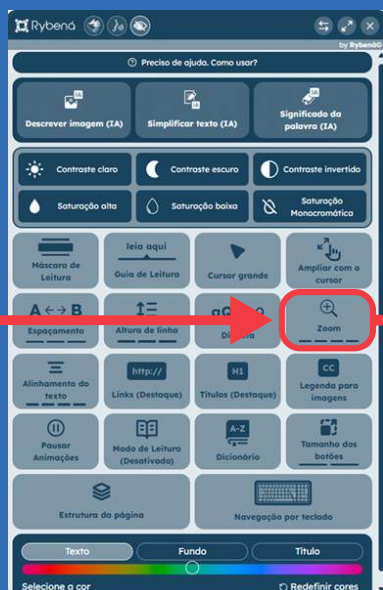 Rybená
by Rybená®
Preciso de ajuda. Como usar?
Descrever imagem (IA)
Simplificar texto (IA)
Significado da palavra (IA)
Contraste claro
Contraste escuro
Contraste invertido
Saturação alta
Saturação baixa
Saturação Monocromática
Máscara de Leitura
leia aqui
Guia de Leitura
Cursor grande
Ampliar com o cursor
A B
Espaçamento
Altura de linha
Zoom
Alinhamento do texto
http://
Links (Destaque)
H1
Títulos (Destaque)
CC
Legenda para imagens
Pausar Animações
Modo de Leitura (Desativado)
A-Z
Dicionário
Tamanho dos botões
Estrutura da página
Navegação por teclado
Texto
Fundo
Título
Selecione a cor
Redefinir cores